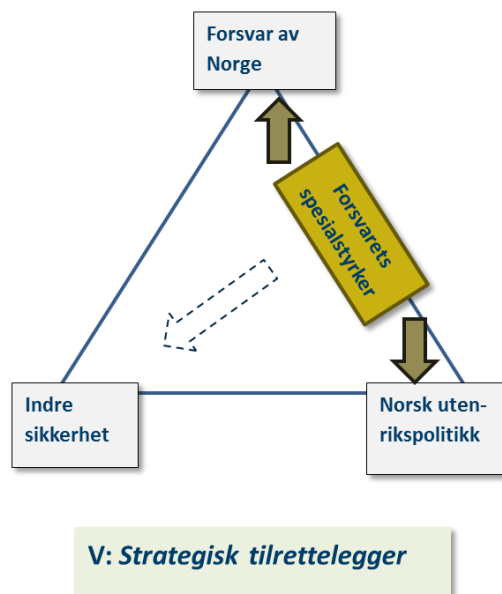 Forsvar av
Norge
Forsvarets
spesialstyrker
Indre
sikkerhet
Norsk uten-
rikspolitikk
V: Strategisk tilrettelegger